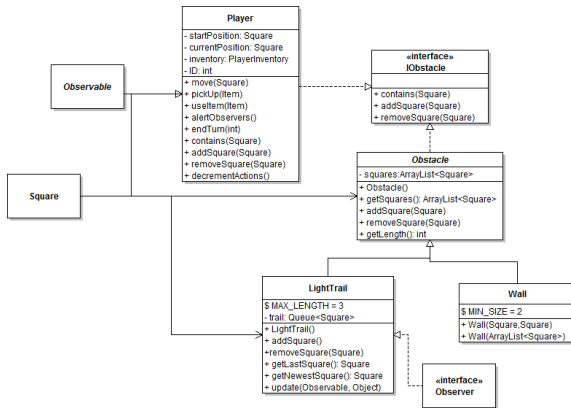 Player
- startPosition: Square
- currentPosition: Square
- inventory: PlayerInventory
- ID: int
+ move(Square)
+ pickUp(Item)
+ useItem(Item)
+ alertObservers()
+ endTurn(int)
+ contains(Square)
+ addSquare(Square)
+ removeSquare(Square)
+ decrementActions()
«interface»
IObstacle
+ contains(Square)
+ addSquare(Square)
+ removeSquare(Square)
Observable
Square
Obstacle
- squares:ArrayList<Square>
+ Obstacle()
+ getSquares(): ArrayList<Square>
+ addSquare(Square)
+ removeSquare(Square)
+ getLength(): int
LightTrail
$ MAX_LENGTH = 3
- trail: Queue<Square>
+ LightTrail()
+ addSquare()
+removeSquare(Square)
+ getLastSquare(): Square
+ getNewestSquare(): Square
+ update(Observable, Object)
Wall
$ MIN_SIZE = 2
+ Wall(Square,Square)
+ Wall(ArrayList<Square>)
«interface»
Observer